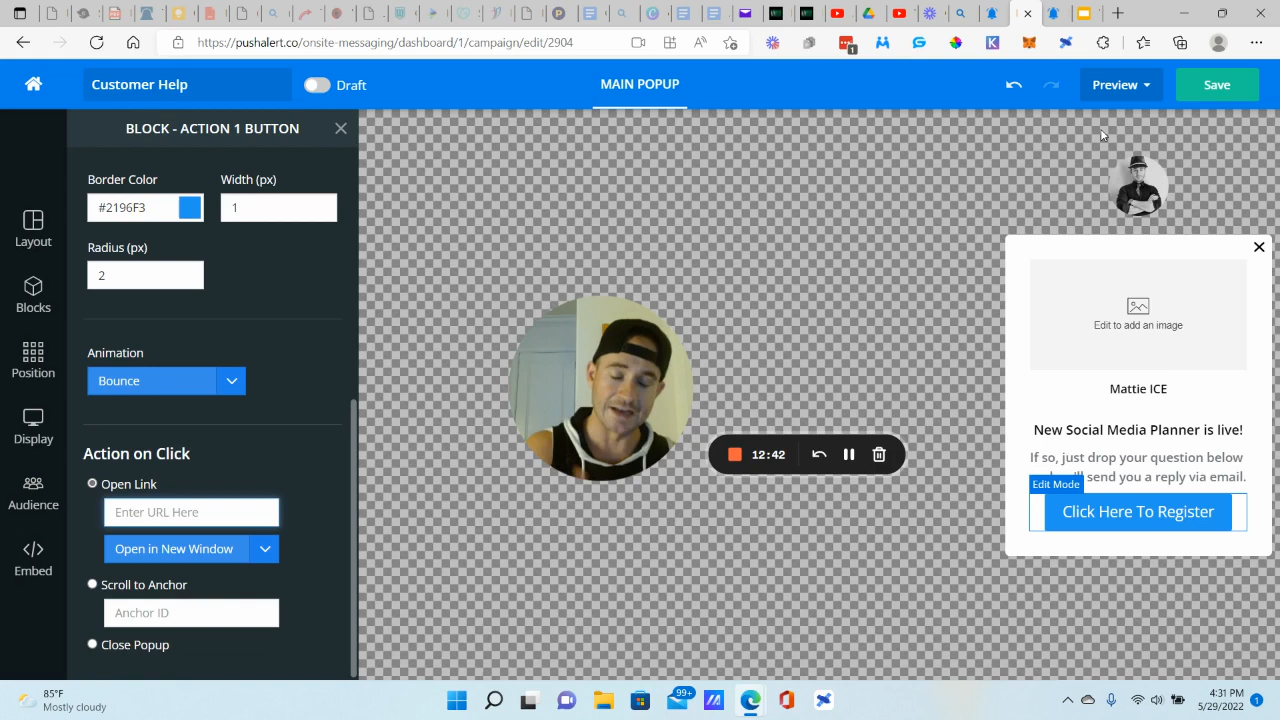 https://pushalert.co/onsite-messaging/dashboard/1/campaign/edit/2904
1
Customer Help
Draft
MAIN POPUP
Preview
Save
BLOCK - ACTION 1 BUTTON
Border Color
Width (px)
#2196F3
1
Radius (px)
2
Animation
Bounce
Action on Click
Open Link
Enter URL Here
Open in New Window
Scroll to Anchor
Anchor ID
Close Popup
Layout
Blocks
Position
Display
Audience
Embed
12:42
Edit to add an image
Mattie ICE
New Social Media Planner is live!
If so, just drop your question below
send you a reply via email.
Edit Mode
Click Here To Register
85°F
Mostly cloudy
99+
4:31 PM
5/29/2022
1